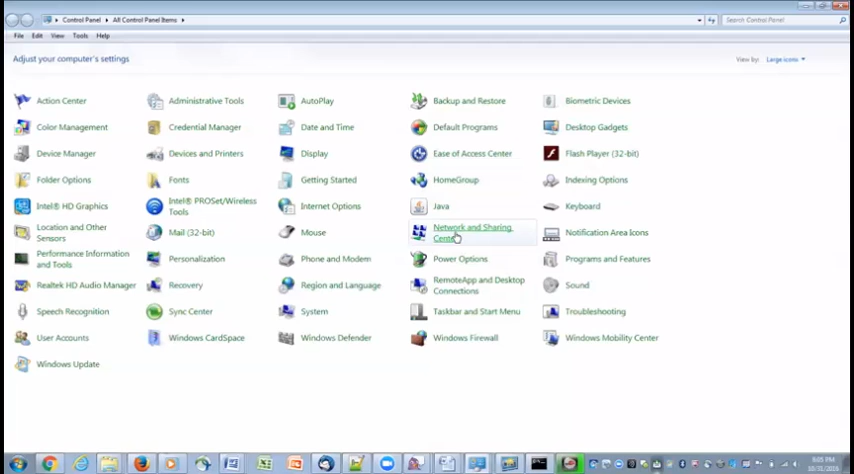 Control Panel ▸ All Control Panel Items ▸
Search Control Panel
File Edit View Tools Help
Adjust your computer's settings
View by: Large icons
Action Center
Administrative Tools
AutoPlay
Backup and Restore
Biometric Devices
Color Management
Credential Manager
Date and Time
Default Programs
Desktop Gadgets
Device Manager
Devices and Printers
Display
Ease of Access Center
Flash Player (32-bit)
Folder Options
Fonts
Getting Started
HomeGroup
Indexing Options
Intel® HD Graphics
Intel® PROSet/Wireless
Tools
Internet Options
Java
Keyboard
Location and Other
Sensors
Mail (32-bit)
Mouse
Network and Sharing
Center
Notification Area Icons
Performance Information
and Tools
Personalization
Phone and Modem
Power Options
Programs and Features
Realtek HD Audio Manager
Recovery
Region and Language
RemoteApp and Desktop
Connections
Sound
Speech Recognition
Sync Center
System
Taskbar and Start Menu
Troubleshooting
User Accounts
Windows CardSpace
Windows Defender
Windows Firewall
Windows Mobility Center
Windows Update